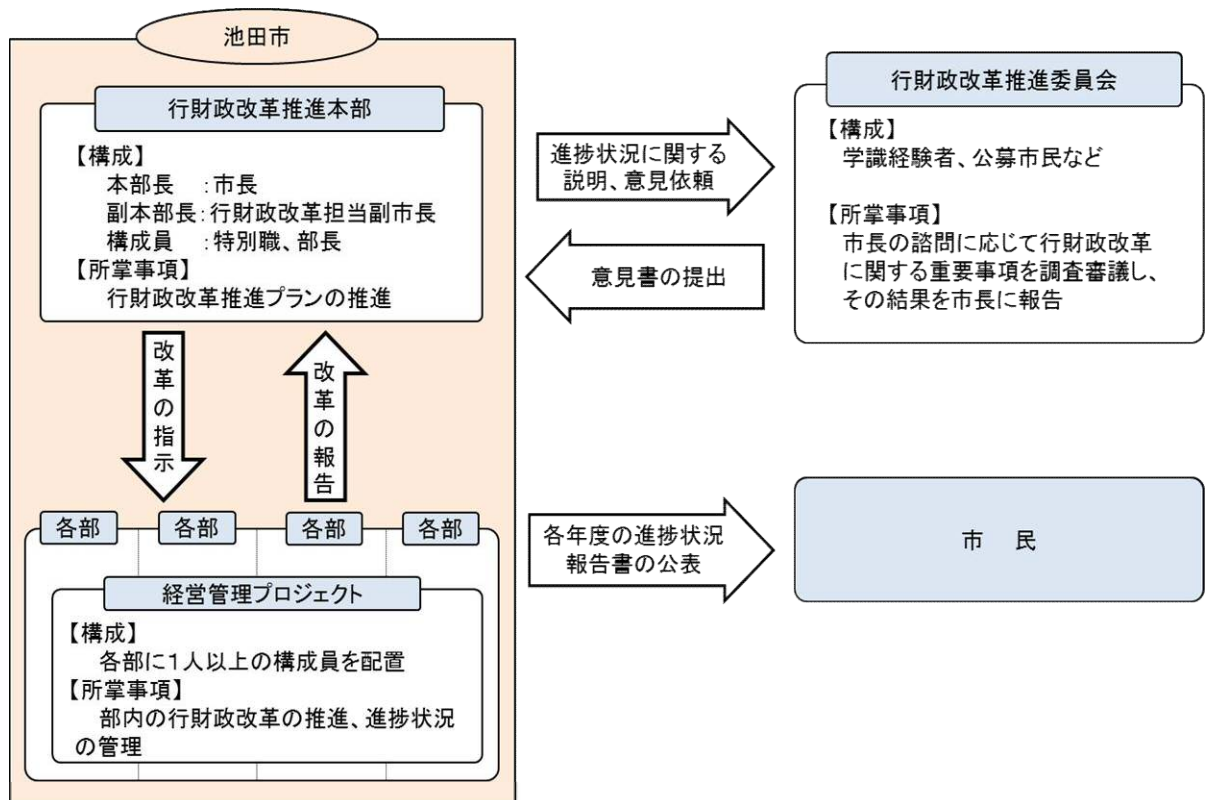 池田市
行財政改革推進本部
【構成】
本部長　：市長
副本部長：行財政改革担当副市長
構成員　：特別職、部長
【所掌事項】
行財政改革推進プランの推進
進捗状況に関する
説明、意見依頼
意見書の提出
行財政改革推進委員会
【構成】
学識経験者、公募市民など
【所掌事項】
市長の諮問に応じて行財政改革
に関する重要事項を調査審議し、
その結果を市長に報告
改革の指示
改革の報告
各部
各部
各部
各部
経営管理プロジェクト
【構成】
各部に１人以上の構成員を配置
【所掌事項】
部内の行財政改革の推進、進捗状況
の管理
各年度の進捗状況
報告書の公表
市　民